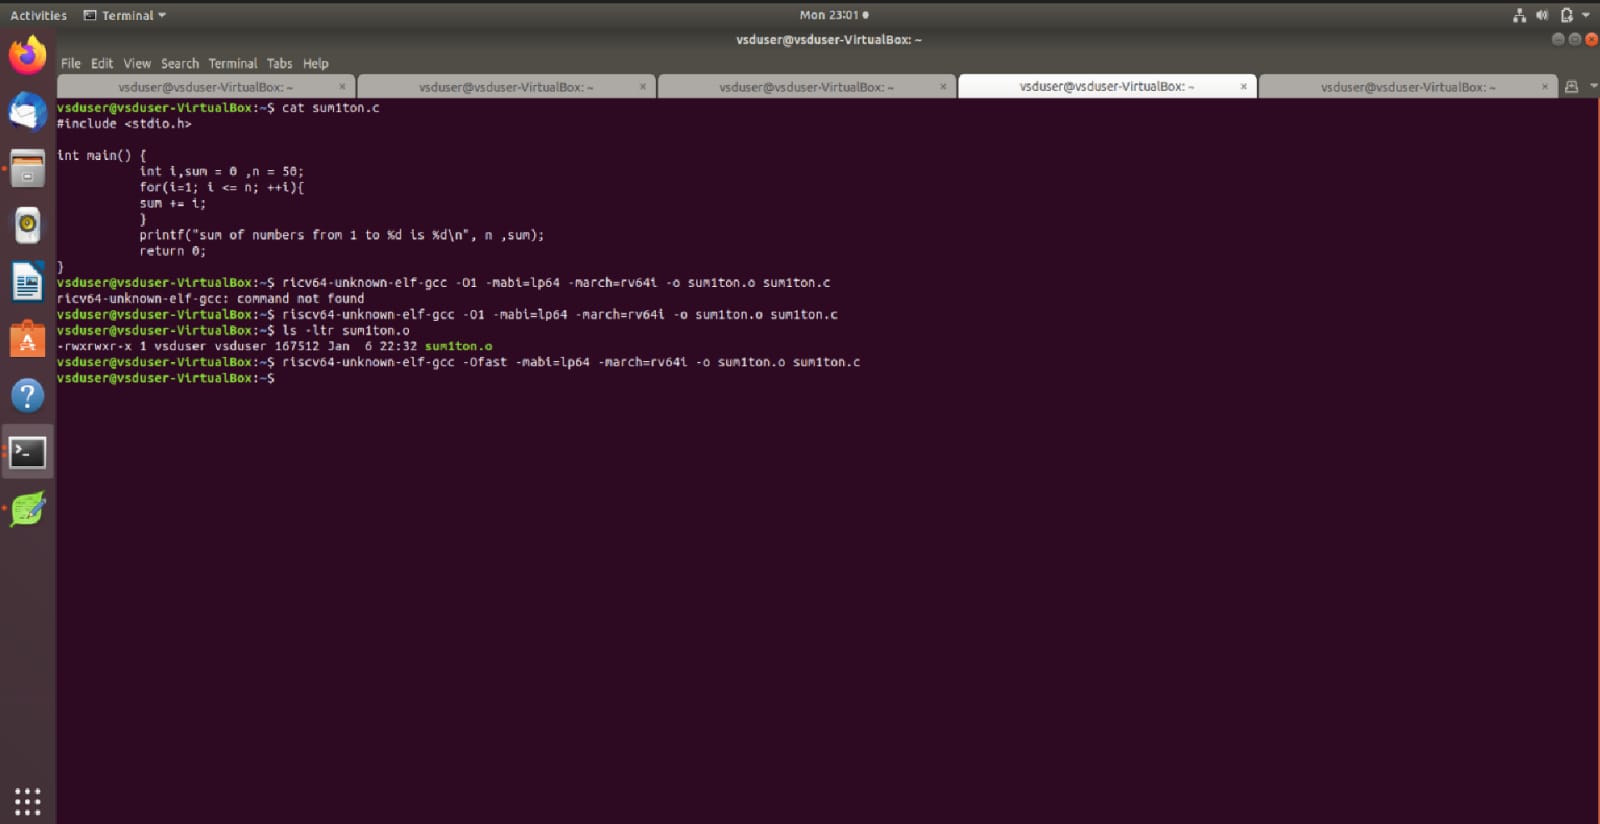 Activities Terminal Mon 23:01
vsduser@vsduser-VirtualBox: ~
File Edit View Search Terminal Tabs Help
vsduser@vsduser-VirtualBox: ~ × vsduser@vsduser-VirtualBox: ~ × vsduser@vsduser-VirtualBox: ~ × vsduser@vsduser-VirtualBox: ~ × vsduser@vsduser-VirtualBox: ~ ×
vsduser@vsduser-VirtualBox:~$ cat sum1ton.c
#include <stdio.h>
int main() {
int i,sum = 0 ,n = 50;
for(i=1; i <= n; ++i){
sum += i;
}
printf("sum of numbers from 1 to %d is %d\n", n ,sum);
return 0;
}
vsduser@vsduser-VirtualBox:~$ ricv64-unknown-elf-gcc -O1 -mabi=lp64 -march=rv64i -o sum1ton.o sum1ton.c
ricv64-unknown-elf-gcc: command not found
vsduser@vsduser-VirtualBox:~$ riscv64-unknown-elf-gcc -O1 -mabi=lp64 -march=rv64i -o sum1ton.o sum1ton.c
vsduser@vsduser-VirtualBox:~$ ls -ltr sum1ton.o
-rwxrwxr-x 1 vsduser vsduser 167512 Jan  6 22:32 sum1ton.o
vsduser@vsduser-VirtualBox:~$ riscv64-unknown-elf-gcc -Ofast -mabi=lp64 -march=rv64i -o sum1ton.o sum1ton.c
vsduser@vsduser-VirtualBox:~$